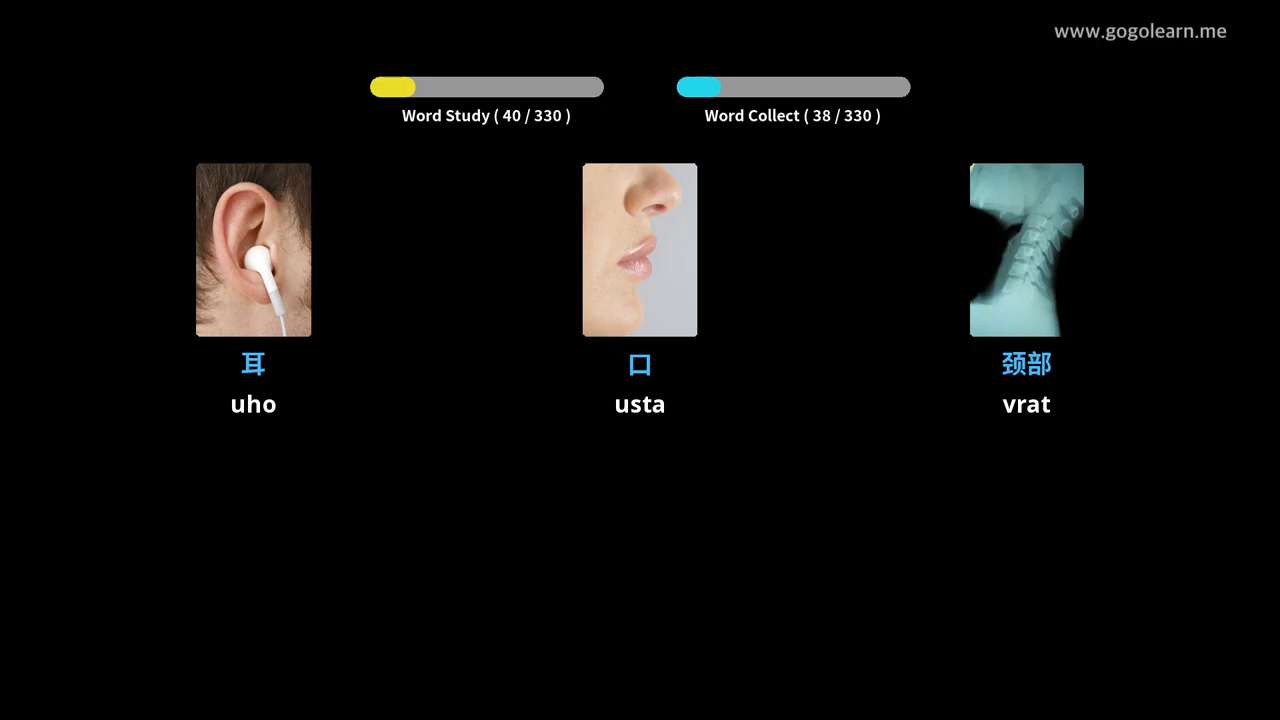 www.gogolearn.me
Word Study ( 40 / 330 )
Word Collect ( 38 / 330 )
耳
口
颈部
uho
usta
vrat